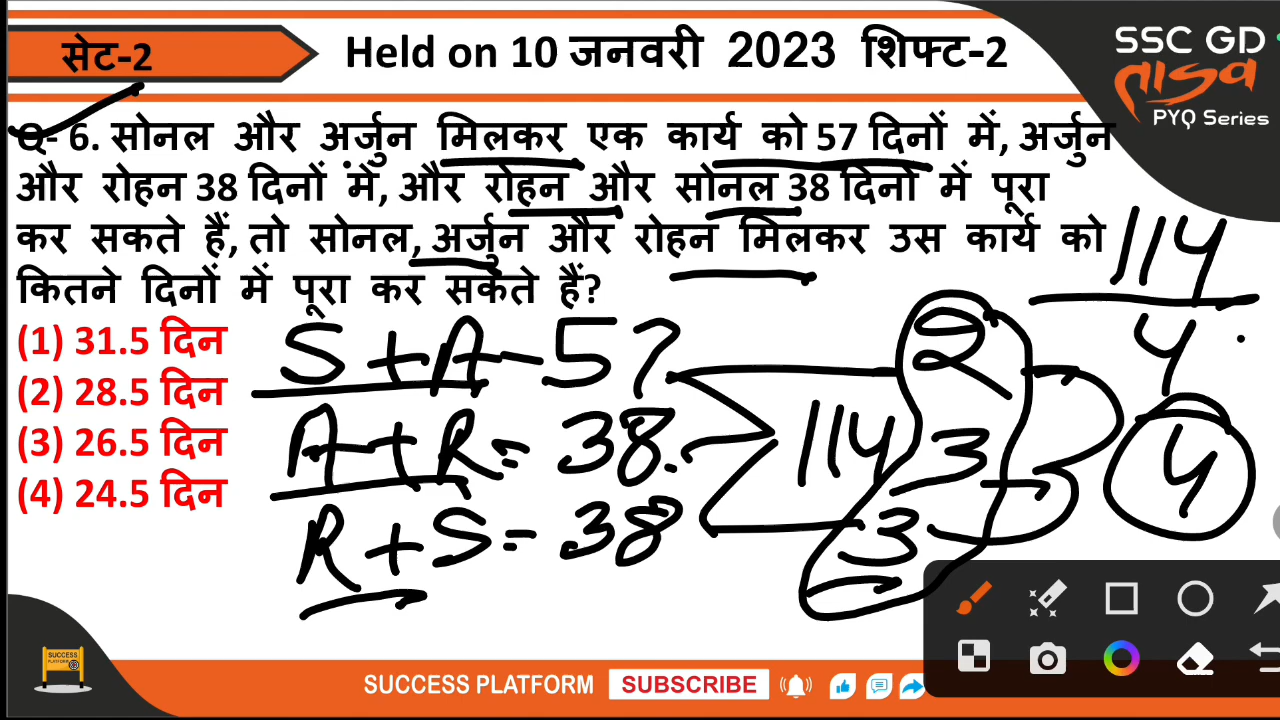 सेट-2
Held on 10 जनवरी 2023 शिफ्ट-2
SSC GD
ताण्डव
PYQ Series
Q- 6. सोनल और अर्जुन मिलकर एक कार्य को 57 दिनों में, अर्जुन
और रोहन 38 दिनों में, और रोहन और सोनल 38 दिनों में पूरा
कर सकते हैं, तो सोनल, अर्जुन और रोहन मिलकर उस कार्य को
कितने दिनों में पूरा कर सकते हैं?
(1) 31.5 दिन
(2) 28.5 दिन
(3) 26.5 दिन
(4) 24.5 दिन
S + A - 57
A + R = 38
R + S = 38
114
2
3
3
114
4
4
SUCCESS
PLATFORM
SUCCESS PLATFORM
SUBSCRIBE